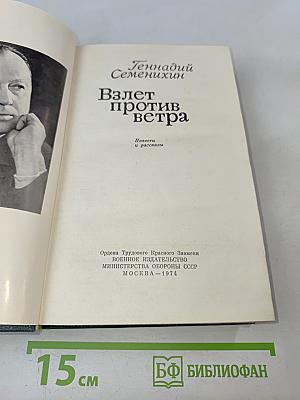 Геннадий
Семенихин
Взлет
против
ветра
Повести
и рассказы
Ордена Трудового Красного Знамени
ВОЕННОЕ ИЗДАТЕЛЬСТВО
МИНИСТЕРСТВА ОБОРОНЫ СССР
МОСКВА — 1974
15 см
БФ БИБЛИОФАН